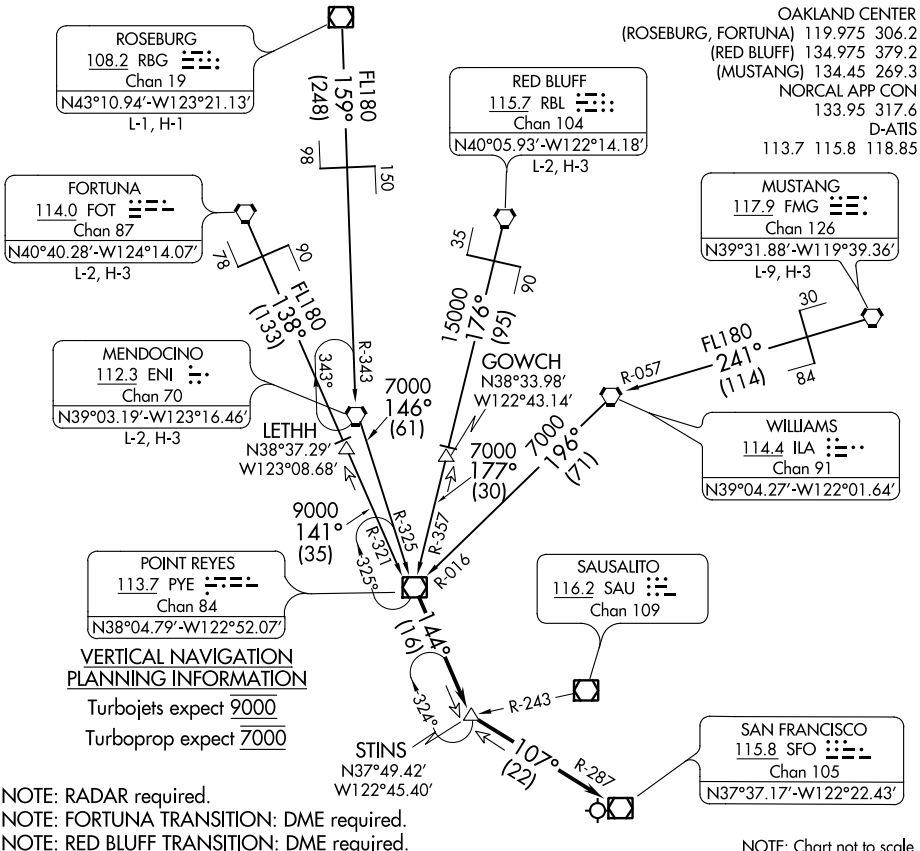 OAKLAND CENTER
(ROSEBURG, FORTUNA) 119.975 306.2
(RED BLUFF) 134.975 379.2
(MUSTANG) 134.45 269.3
NORCAL APP CON
133.95 317.6
D-ATIS
113.7 115.8 118.85
ROSEBURG
108.2 RBG
Chan 19
N43°10.94'-W123°21.13'
L-1, H-1
FL180
159°
(248)
98
150
RED BLUFF
115.7 RBL
Chan 104
N40°05.93'-W122°14.18'
L-2, H-3
FORTUNA
114.0 FOT
Chan 87
N40°40.28'-W124°14.07'
L-2, H-3
78
90
FL180
138°
(133)
MUSTANG
117.9 FMG
Chan 126
N39°31.88'-W119°39.36'
L-9, H-3
35
90
15000
176°
(95)
30
84
FL180
241°
(114)
R-057
MENDOCINO
112.3 ENI
Chan 70
N39°03.19'-W123°16.46'
L-2, H-3
343°
R-343
7000
146°
(61)
GOWCH
N38°33.98'
W122°43.14'
LETHH
N38°37.29'
W123°08.68'
7000
177°
(30)
7000
196°
(71)
WILLIAMS
114.4 ILA
Chan 91
N39°04.27'-W122°01.64'
9000
141°
(35)
R-321
R-325
R-357
R-016
325°
POINT REYES
113.7 PYE
Chan 84
N38°04.79'-W122°52.07'
SAUSALITO
116.2 SAU
Chan 109
144°
(16)
VERTICAL NAVIGATION
PLANNING INFORMATION
Turbojets expect 9000
Turboprop expect 7000
324°
R-243
STINS
N37°49.42'
W122°45.40'
107°
(22)
R-287
SAN FRANCISCO
115.8 SFO
Chan 105
N37°37.17'-W122°22.43'
NOTE: RADAR required.
NOTE: FORTUNA TRANSITION: DME required.
NOTE: RED BLUFF TRANSITION: DME required.
NOTE: Chart not to scale